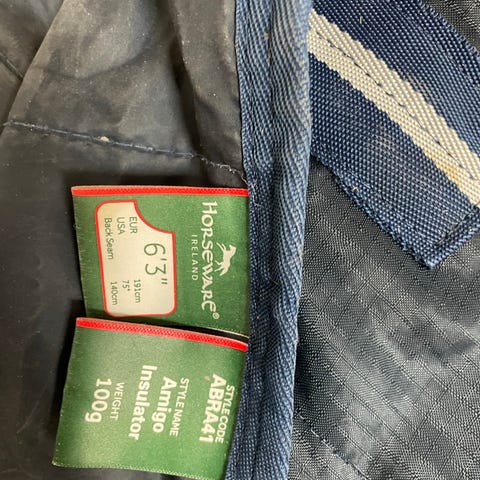 HORSEWARE®
IRELAND
6'3"
EUR 191cm
USA 75"
Back Seam 140cm
STYLE CODE
ABRA41
STYLE NAME
Amigo
Insulator
WEIGHT
100g